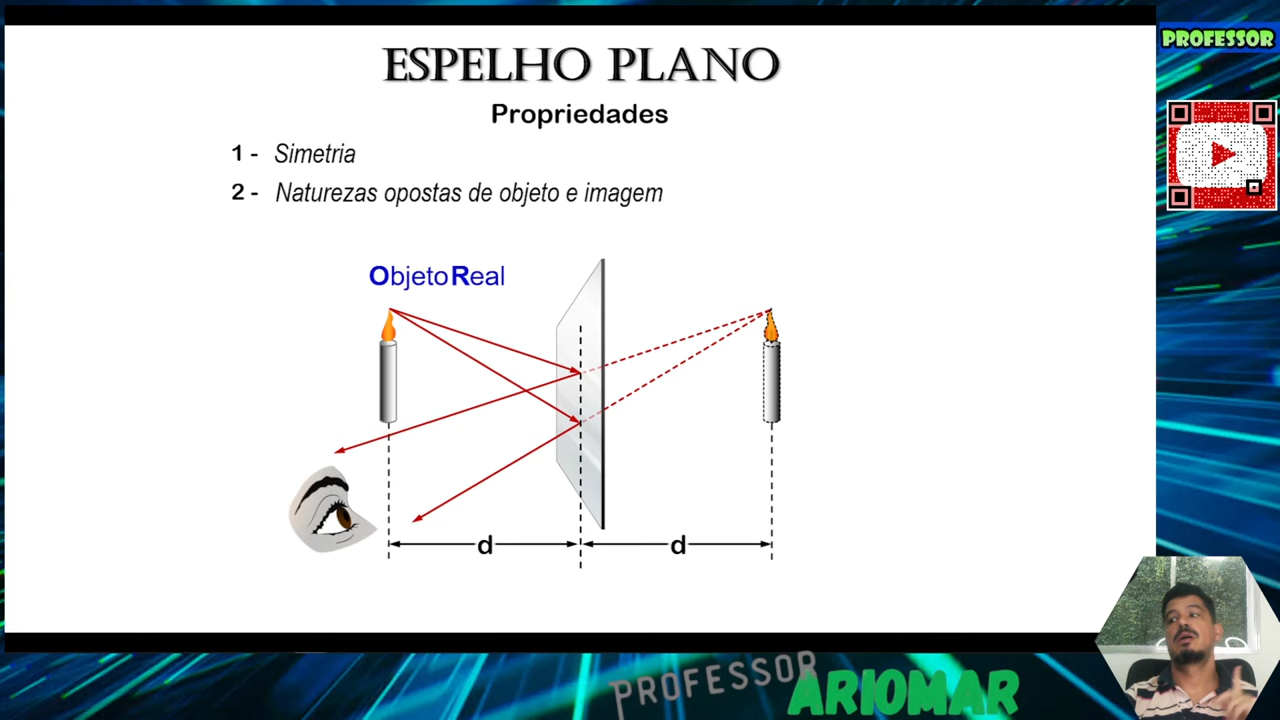 ESPELHO PLANO
PROFESSOR
Propriedades
1 - Simetria
2 - Naturezas opostas de objeto e imagem
Objeto Real
d d
PROFESSOR
ARIOMAR